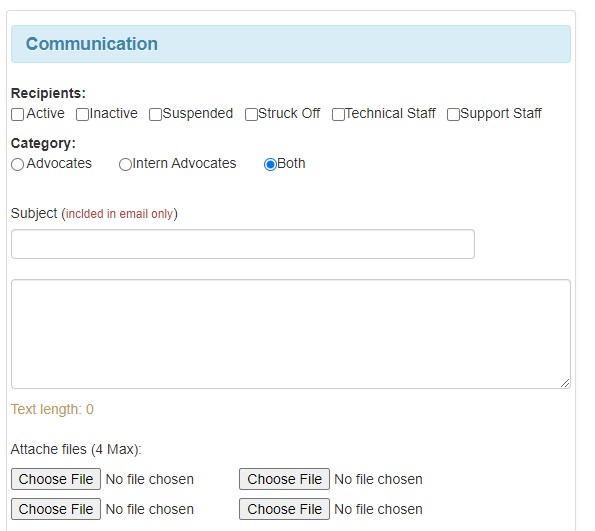 Communication
Recipients:
Active Inactive Suspended Struck Off Technical Staff Support Staff
Category:
Advocates Intern Advocates Both
Subject (inclded in email only)
Text length: 0
Attache files (4 Max):
Choose File No file chosen Choose File No file chosen
Choose File No file chosen Choose File No file chosen